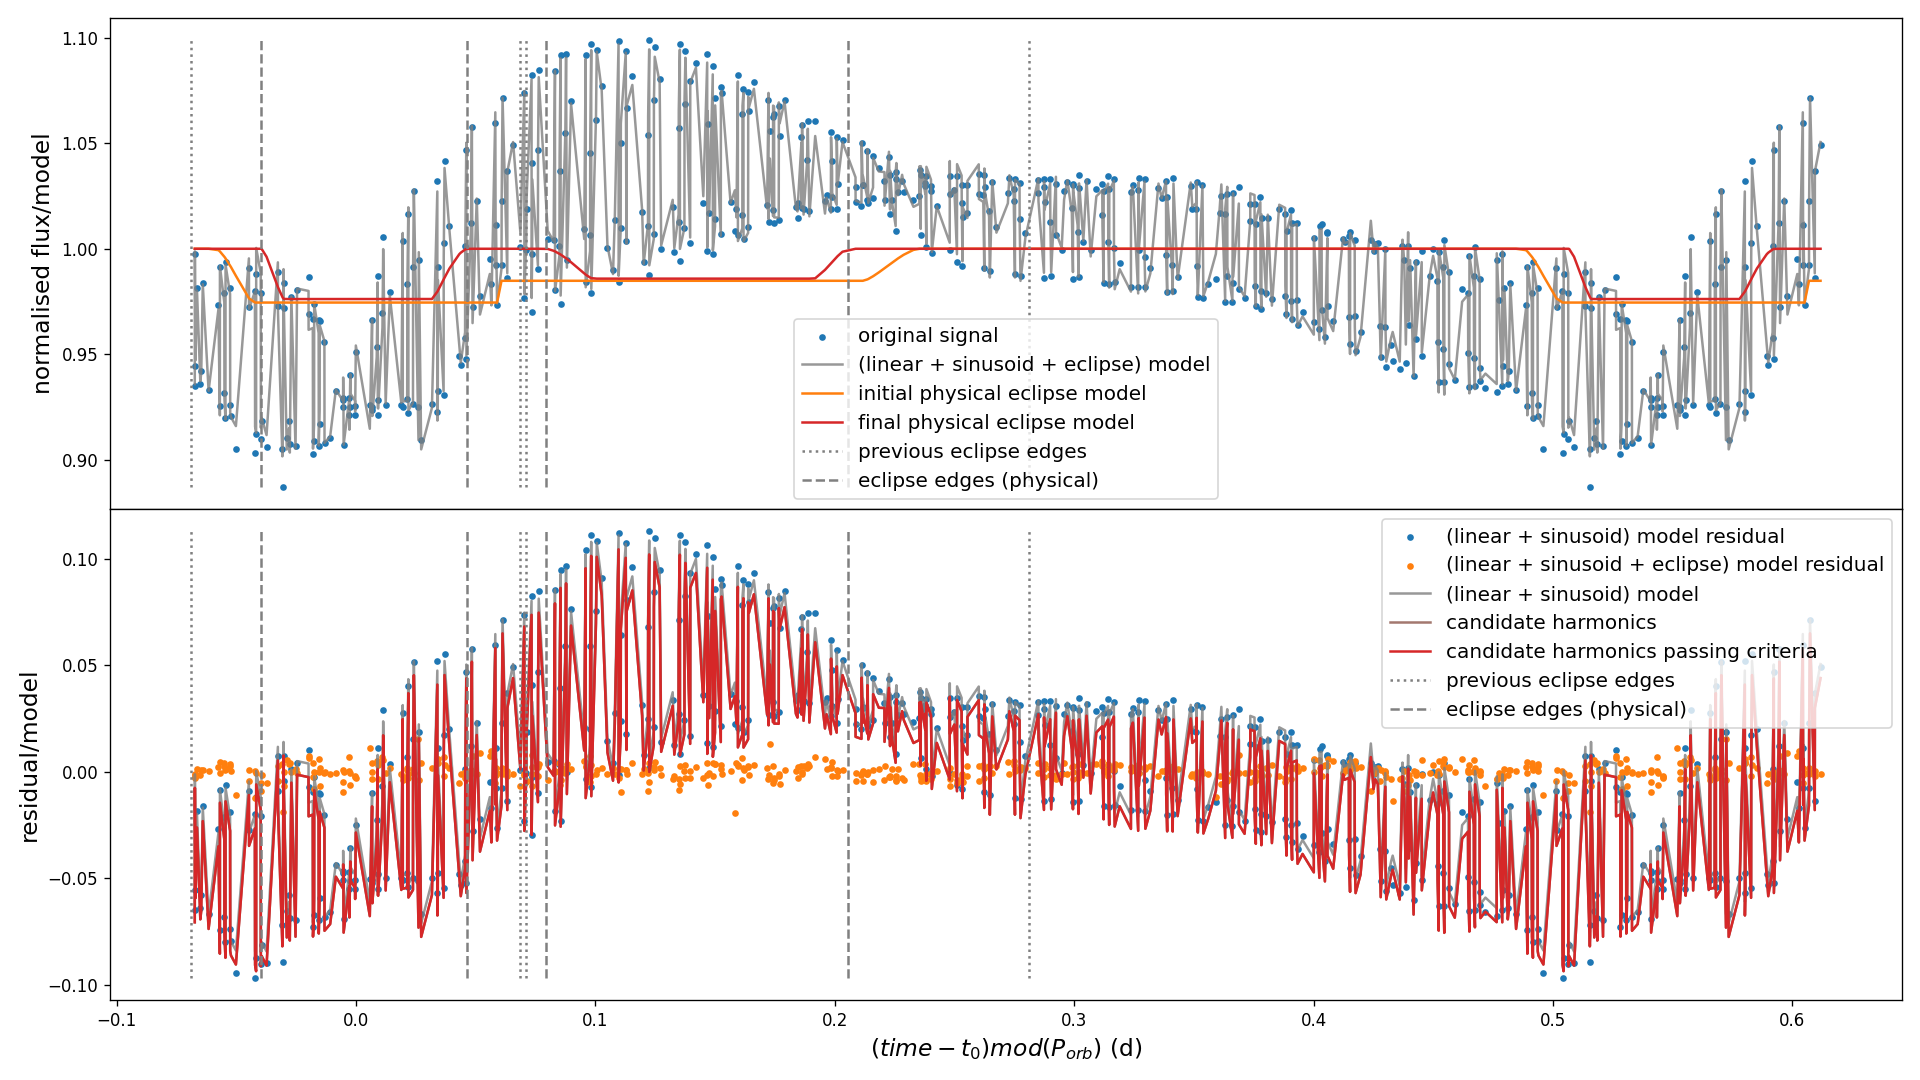 1.10
1.05
1.00
0.95
0.90
normalised flux/model
original signal
(linear + sinusoid + eclipse) model
initial physical eclipse model
final physical eclipse model
previous eclipse edges
eclipse edges (physical)
0.10
0.05
0.00
−0.05
−0.10
residual/model
(linear + sinusoid) model residual
(linear + sinusoid + eclipse) model residual
(linear + sinusoid) model
candidate harmonics
candidate harmonics passing criteria
previous eclipse edges
eclipse edges (physical)
−0.1 0.0 0.1 0.2 0.3 0.4 0.5 0.6
(time − t₀)mod(P_orb) (d)